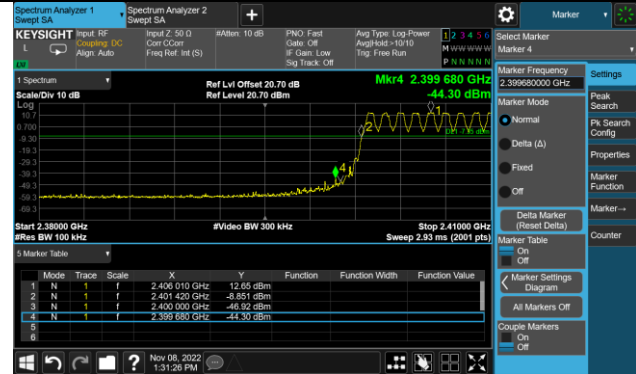 Spectrum Analyzer 1
Swept SA
Spectrum Analyzer 2
Swept SA
Marker
KEYSIGHT
L
Input: RF
Coupling: DC
Align: Auto
Input Z: 50 Ω
Corr CCorr
Freq Ref: Int (S)
#Atten: 10 dB
PNO: Fast
Gate: Off
IF Gain: Low
Sig Track: Off
Avg Type: Log-Power
Avg|Hold:>10/10
Trig: Free Run
1 2 3 4 5 6
M W W W W W
P N N N N N
Select Marker
Marker 4
1 Spectrum
Scale/Div 10 dB
Ref Lvl Offset 20.70 dB
Ref Level 20.70 dBm
Mkr4 2.399 680 GHz
-44.30 dBm
Log
10.7
0.700
-9.30
-19.3
-29.3
-39.3
-49.3
-59.3
-69.3
1
2
4
Start 2.38000 GHz
#Res BW 100 kHz
#Video BW 300 kHz
Stop 2.41000 GHz
Sweep 2.93 ms (2001 pts)
5 Marker Table
Mode Trace Scale X Y Function Function Width Function Value
1 N 1 f 2.406 010 GHz 12.65 dBm
2 N 1 f 2.401 420 GHz -8.851 dBm
3 N 1 f 2.400 000 GHz -46.92 dBm
4 N 1 f 2.399 680 GHz -44.30 dBm
5
6
Marker Frequency
2.399680000 GHz
Marker Mode
Normal
Delta (Δ)
Fixed
Off
Delta Marker
(Reset Delta)
Marker Table
On
Off
Marker Settings
Diagram
All Markers Off
Couple Markers
On
Off
Settings
Peak
Search
Pk Search
Config
Properties
Marker
Function
Marker→
Counter
?
Nov 08, 2022
1:31:26 PM